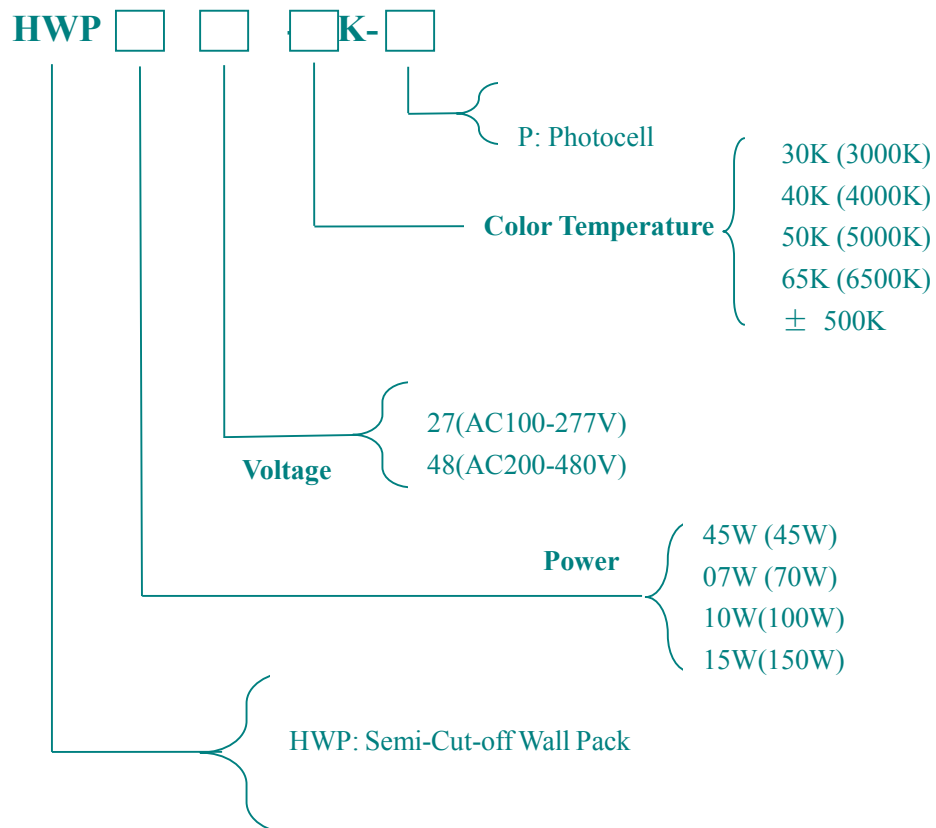 HWP - K-
P: Photocell
Color Temperature
30K (3000K)
40K (4000K)
50K (5000K)
65K (6500K)
± 500K
Voltage
27(AC100-277V)
48(AC200-480V)
Power
45W (45W)
07W (70W)
10W(100W)
15W(150W)
HWP: Semi-Cut-off Wall Pack